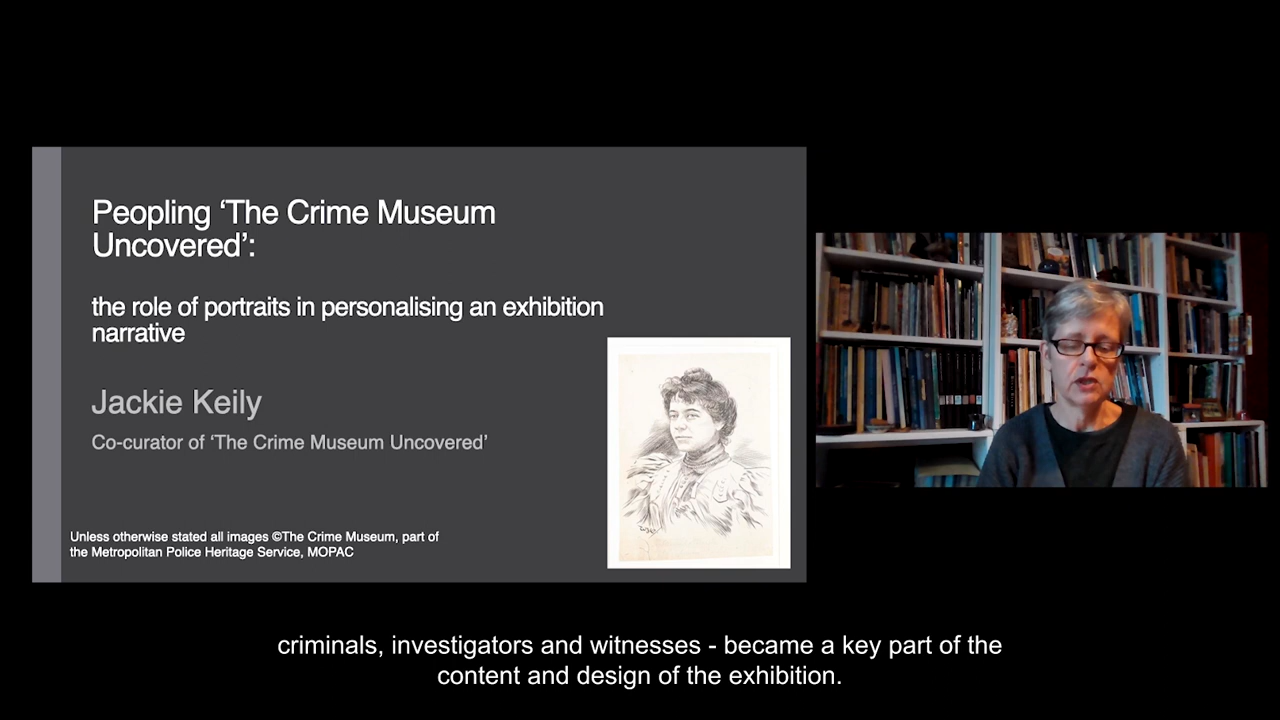 Peopling ‘The Crime Museum
Uncovered’:
the role of portraits in personalising an exhibition
narrative
Jackie Keily
Co-curator of ‘The Crime Museum Uncovered’
Unless otherwise stated all images ©The Crime Museum, part of
the Metropolitan Police Heritage Service, MOPAC
criminals, investigators and witnesses - became a key part of the
content and design of the exhibition.